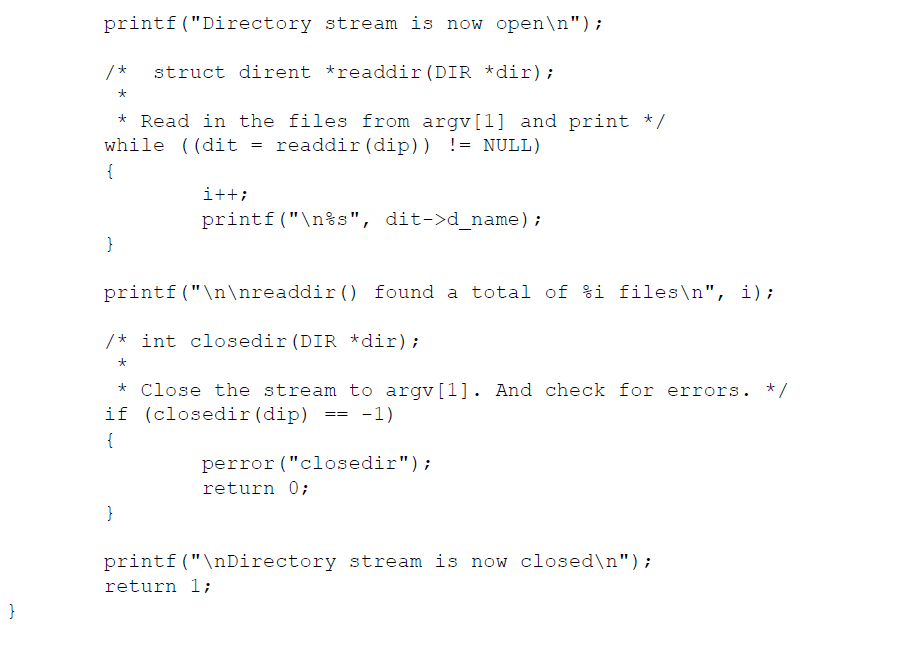 printf("Directory stream is now open\n");
/*  struct dirent *readdir(DIR *dir);
*
* Read in the files from argv[1] and print */
while ((dit = readdir(dip)) != NULL)
{
i++;
printf("\n%s", dit->d_name);
}
printf("\n\nreaddir() found a total of %i files\n", i);
/* int closedir(DIR *dir);
*
* Close the stream to argv[1]. And check for errors. */
if (closedir(dip) == -1)
{
perror("closedir");
return 0;
}
printf("\nDirectory stream is now closed\n");
return 1;
}